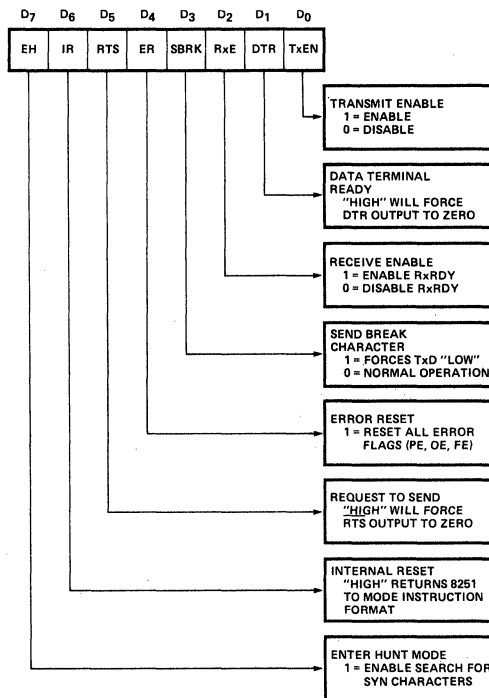 D7 D6 D5 D4 D3 D2 D1 D0
EH IR RTS ER SBRK RxE DTR TxEN
TRANSMIT ENABLE
1 = ENABLE
0 = DISABLE
DATA TERMINAL
READY
"HIGH" WILL FORCE
DTR OUTPUT TO ZERO
RECEIVE ENABLE
1 = ENABLE RxRDY
0 = DISABLE RxRDY
SEND BREAK
CHARACTER
1 = FORCES TxD "LOW"
0 = NORMAL OPERATION
ERROR RESET
1 = RESET ALL ERROR
FLAGS (PE, OE, FE)
REQUEST TO SEND
"HIGH" WILL FORCE
RTS OUTPUT TO ZERO
INTERNAL RESET
"HIGH" RETURNS 8251
TO MODE INSTRUCTION
FORMAT
ENTER HUNT MODE
1 = ENABLE SEARCH FOR
SYN CHARACTERS